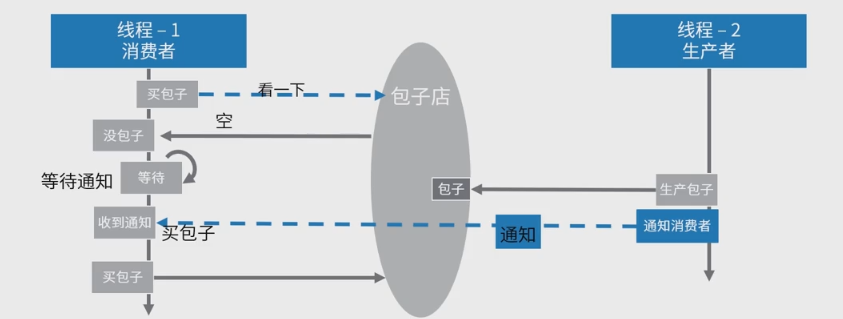 线程 – 1
消费者
线程 – 2
生产者
买包子
看一下
包子店
没包子
空
等待通知
等待
包子
生产包子
收到通知
买包子
通知
通知消费者
买包子